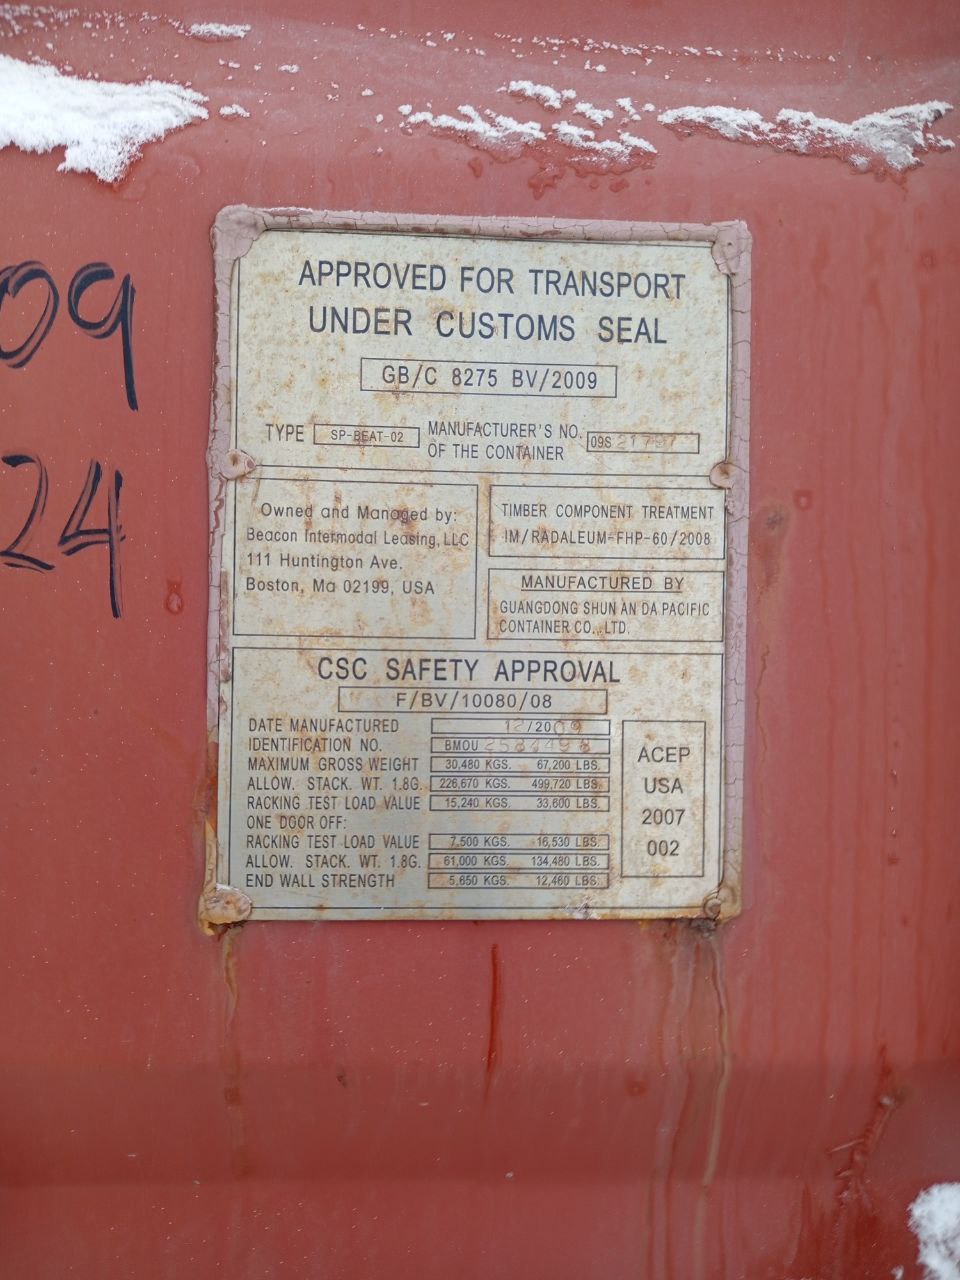 09
24
APPROVED FOR TRANSPORT
UNDER CUSTOMS SEAL
GB/C 8275 BV/2009
TYPE SP-BEAT-02 MANUFACTURER'S NO. 09S
OF THE CONTAINER
Owned and Managed by:
Beacon Intermodal Leasing, LLC
111 Huntington Ave.
Boston, Ma 02199, USA
TIMBER COMPONENT TREATMENT
IM/RADALEUM-FHP-60/2008
MANUFACTURED BY
GUANGDONG SHUN AN DA PACIFIC
CONTAINER CO.,LTD.
CSC SAFETY APPROVAL
F/BV/10080/08
DATE MANUFACTURED 12/2009
IDENTIFICATION NO. BMOU
MAXIMUM GROSS WEIGHT 30,480 KGS. 67,200 LBS.
ALLOW. STACK. WT. 1.8G. 226,670 KGS. 499,720 LBS.
RACKING TEST LOAD VALUE 15,240 KGS. 33,600 LBS.
ONE DOOR OFF:
RACKING TEST LOAD VALUE 7,500 KGS. 16,530 LBS.
ALLOW. STACK. WT. 1.8G. 61,000 KGS. 134,480 LBS.
END WALL STRENGTH 5,650 KGS. 12,460 LBS.
ACEP
USA
2007
002